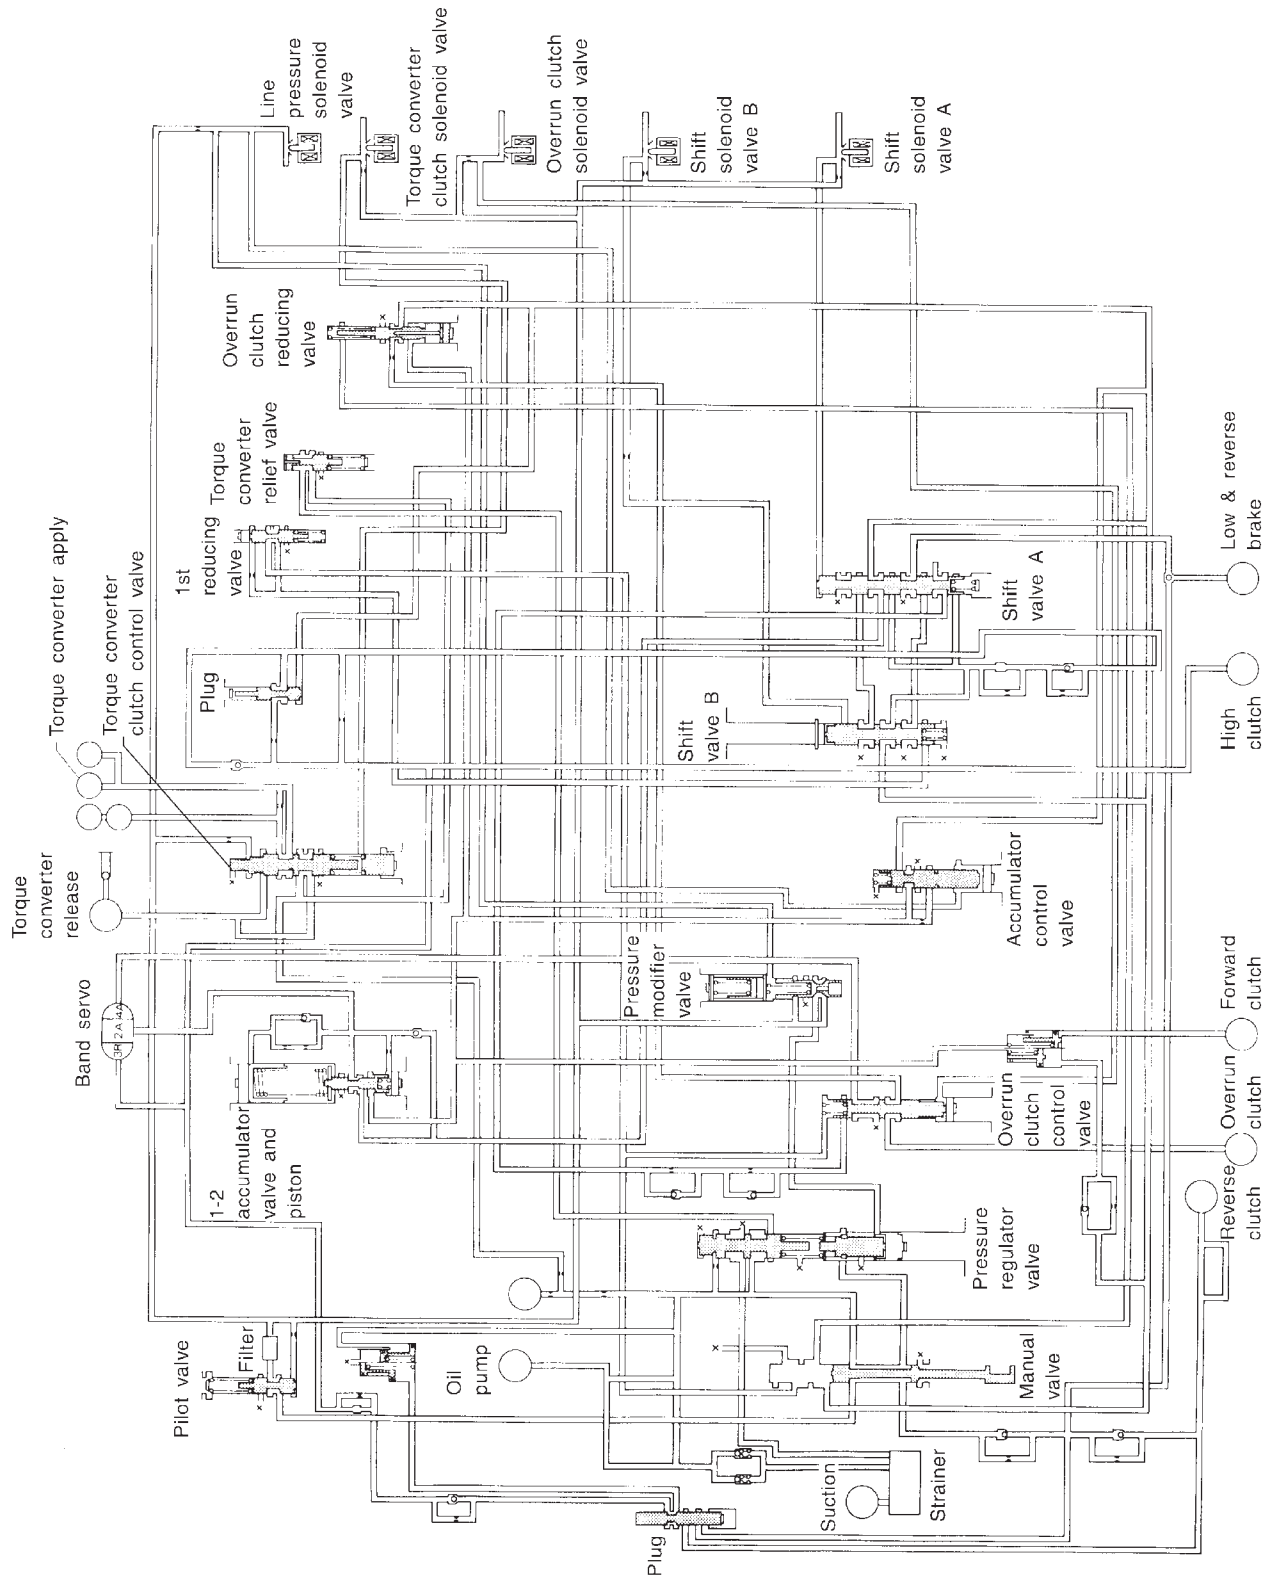 Line
pressure
solenoid
valve
Torque converter
clutch solenoid valve
Overrun clutch
solenoid valve
Shift
solenoid
valve B
Shift
solenoid
valve A
Overrun
clutch
reducing
valve
Torque
converter
relief valve
1st
reducing
valve
Torque converter apply
Torque converter
clutch control valve
Plug
Shift
valve B
Shift
valve A
Low & reverse
brake
High
clutch
Torque
converter
release
Band servo
3R 2A 4A
Accumulator
control
valve
Pressure
modifier
valve
1-2
accumulator
valve and
piston
Overrun
clutch control
valve
Forward
clutch
Overrun
clutch
Reverse
clutch
Pressure
regulator
valve
Pilot valve
Filter
Oil
pump
Manual
valve
Suction
Strainer
Plug